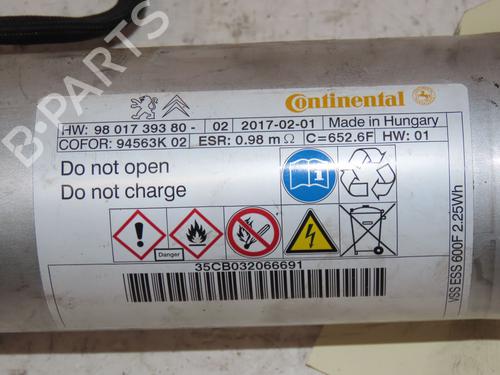 Continental
HW: 98 017 393 80 - 02 2017-02-01 Made in Hungary
COFOR: 94563K 02 ESR: 0.98 m Ω C=652.6F HW: 01
Do not open
Do not charge
Danger
35CB032066691
VSS ESS 600F 2.25Wh
B-PARTS